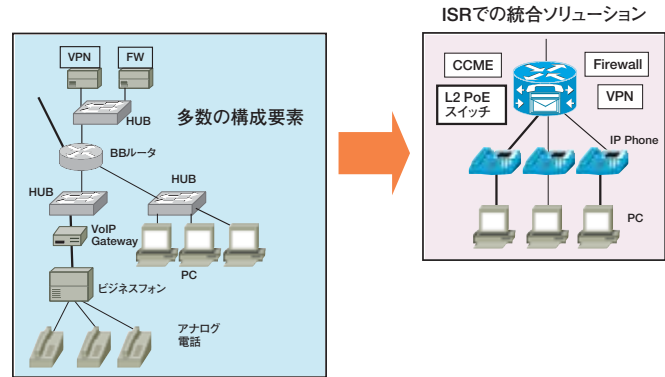 ISRでの統合ソリューション
VPN
FW
HUB
多数の構成要素
BBルータ
HUB
HUB
VoIP
Gateway
PC
ビジネスフォン
アナログ
電話
CCME
Firewall
L2 PoE
スイッチ
VPN
IP Phone
PC